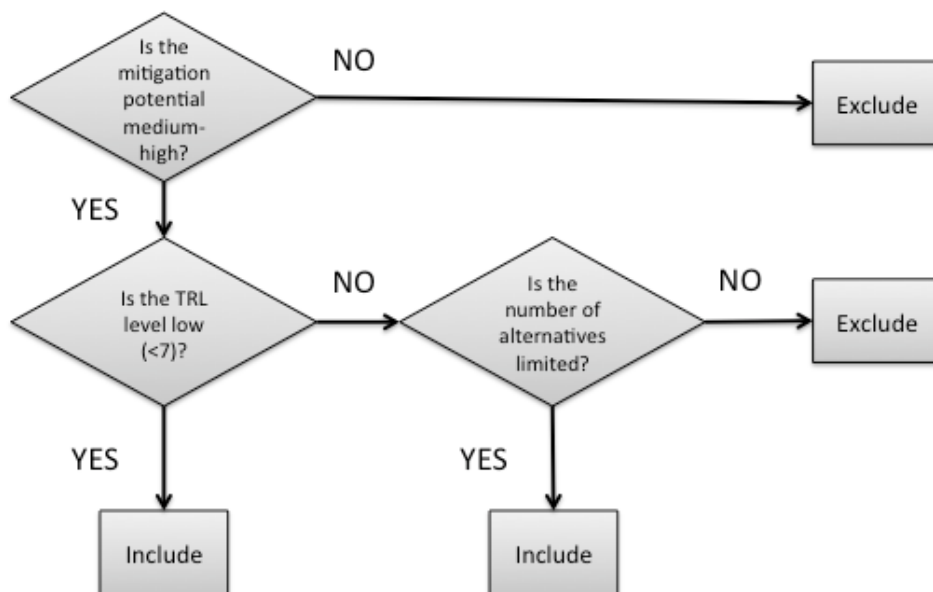 Is the
mitigation
potential
medium-
high?
NO
Exclude
YES
Is the TRL
level low
(<7)?
NO
Is the
number of
alternatives
limited?
NO
Exclude
YES
Include
YES
Include